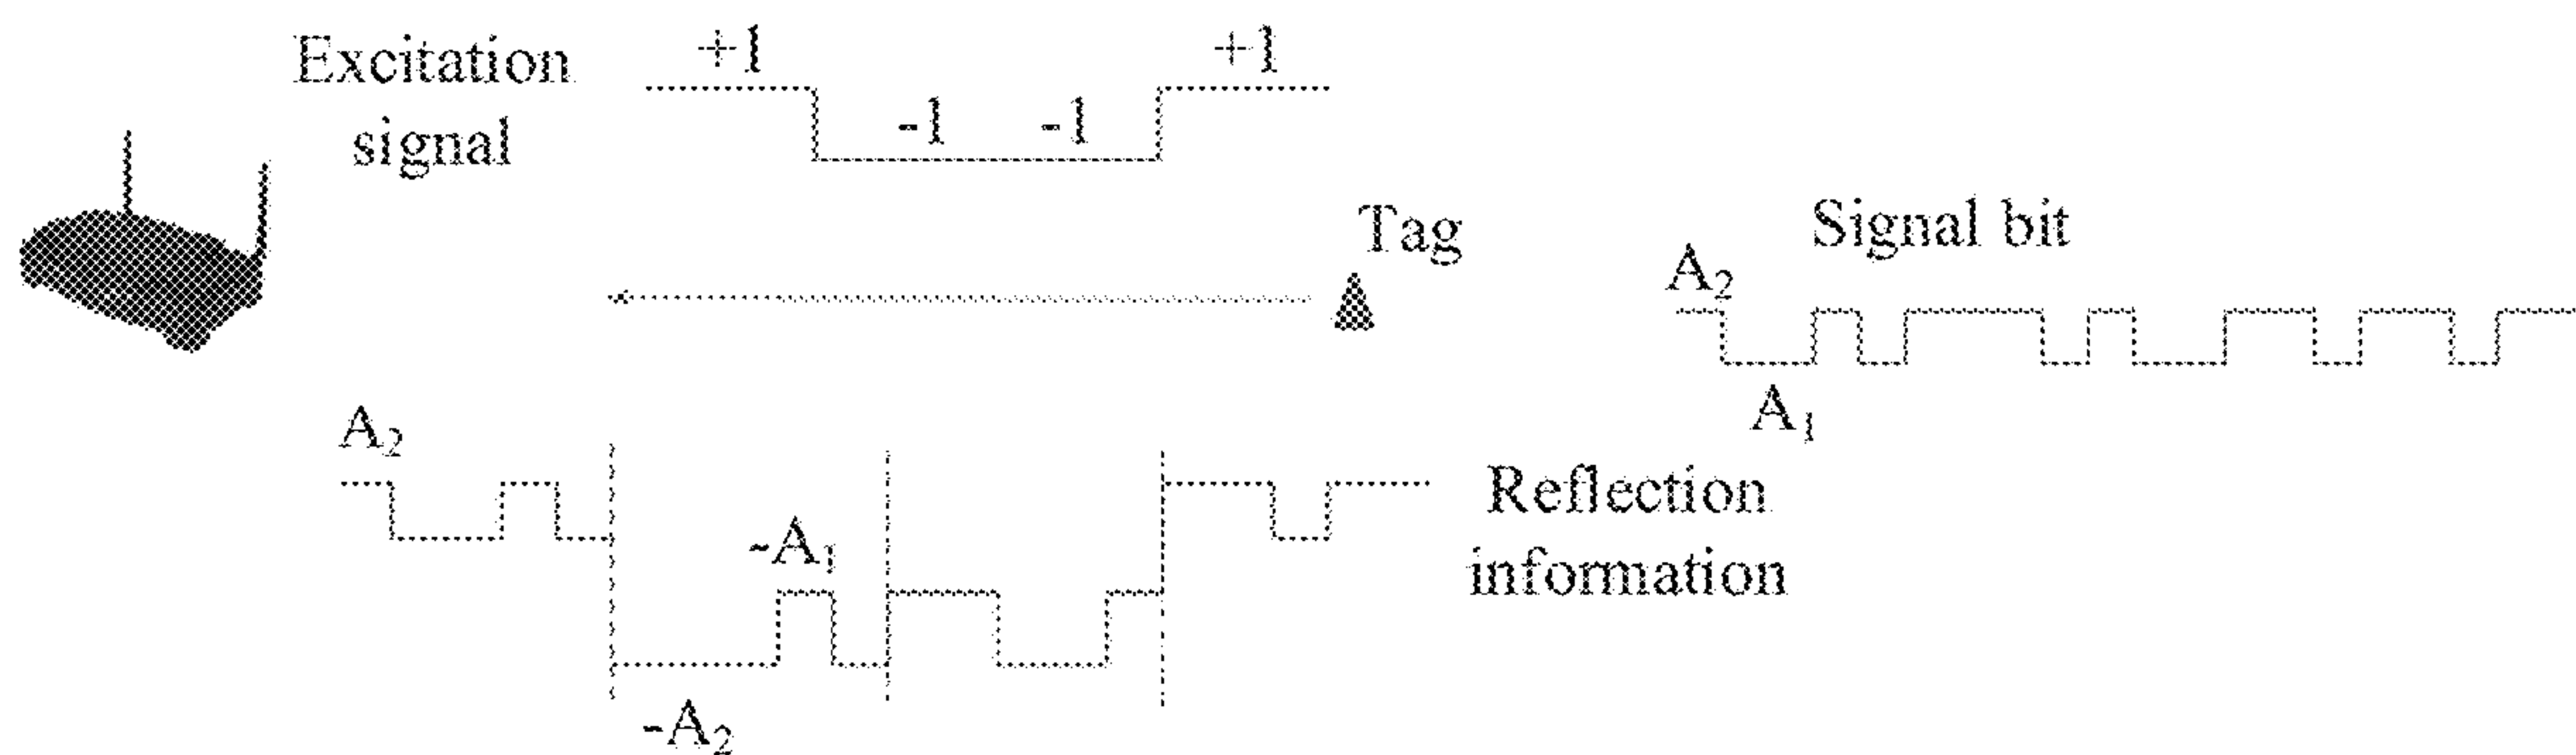 Excitation
signal
+1
-1
-1
+1
Tag
Signal bit
A₂
A₁
A₂
-A₁
-A₂
Reflection
information